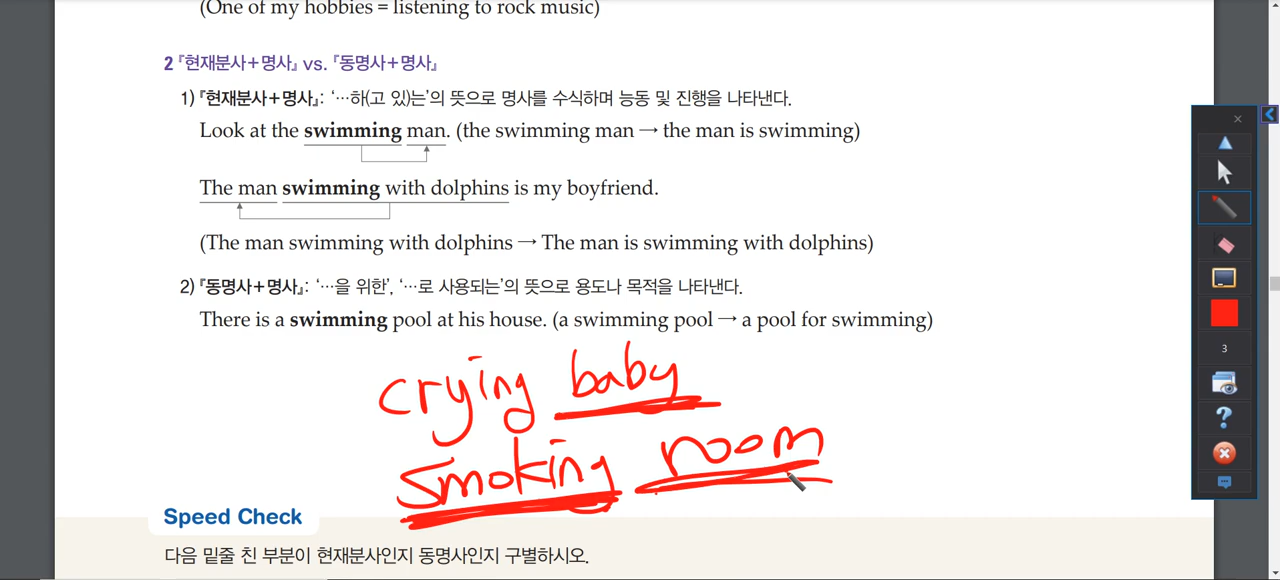 (One of my hobbies = listening to rock music)
2 『현재분사+명사』 vs. 『동명사+명사』
1) 『현재분사+명사』: ‘…하(고 있)는’의 뜻으로 명사를 수식하며 능동 및 진행을 나타낸다.
Look at the swimming man. (the swimming man → the man is swimming)
The man swimming with dolphins is my boyfriend.
(The man swimming with dolphins → The man is swimming with dolphins)
2) 『동명사+명사』: ‘…을 위한’, ‘…로 사용되는’의 뜻으로 용도나 목적을 나타낸다.
There is a swimming pool at his house. (a swimming pool → a pool for swimming)
crying baby
smoking room
Speed Check
다음 밑줄 친 부분이 현재분사인지 동명사인지 구별하시오.
3